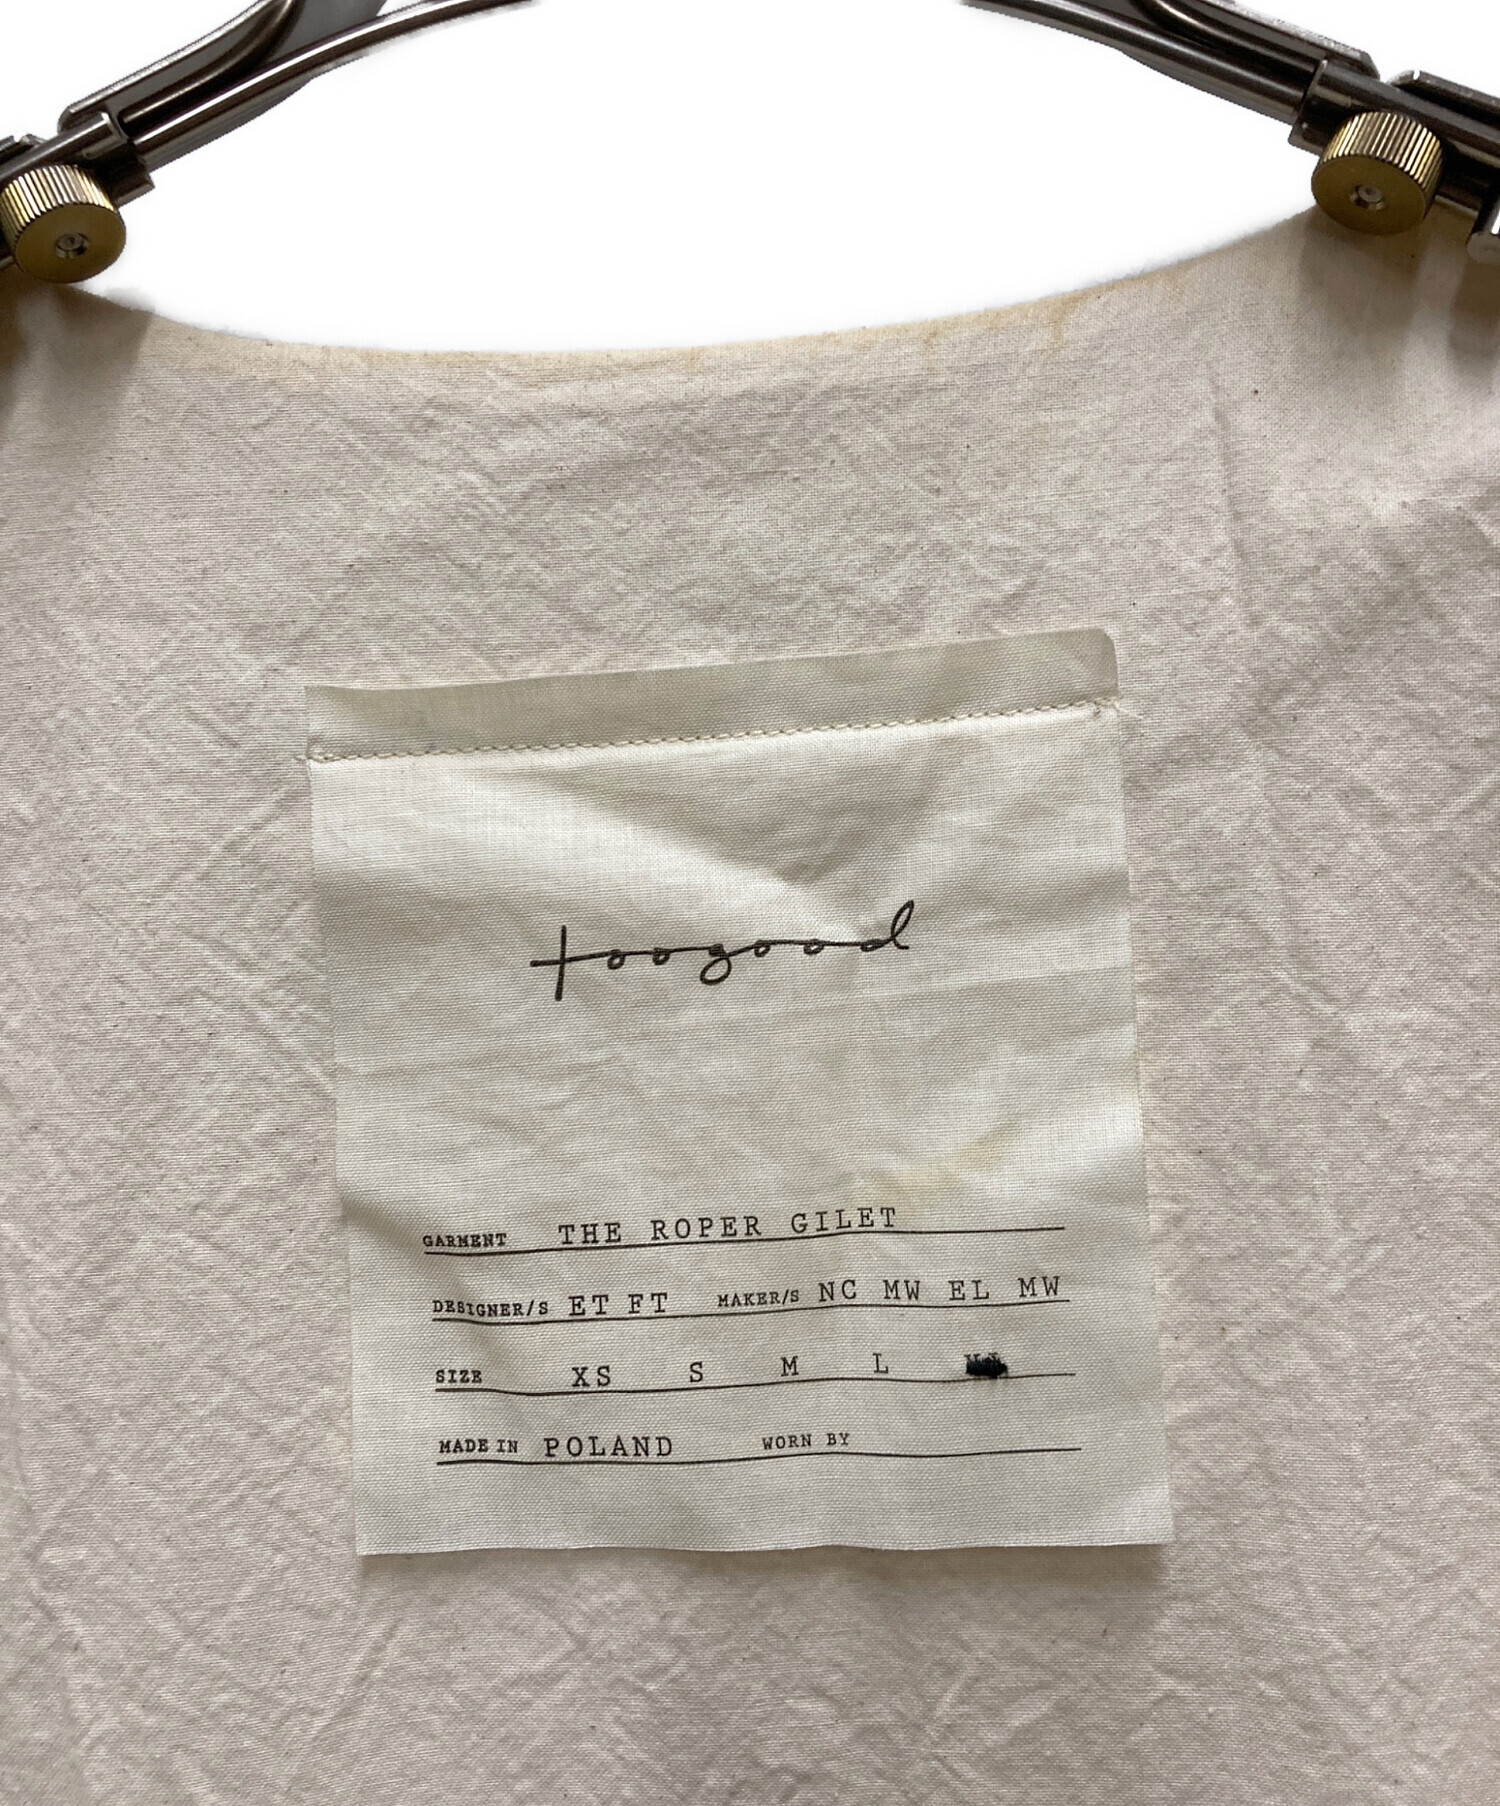 toogood
GARMENT THE ROPER GILET
DESIGNER/S ET FT MAKER/S NC MW EL MW
SIZE XS S M L
MADE IN POLAND WORN BY